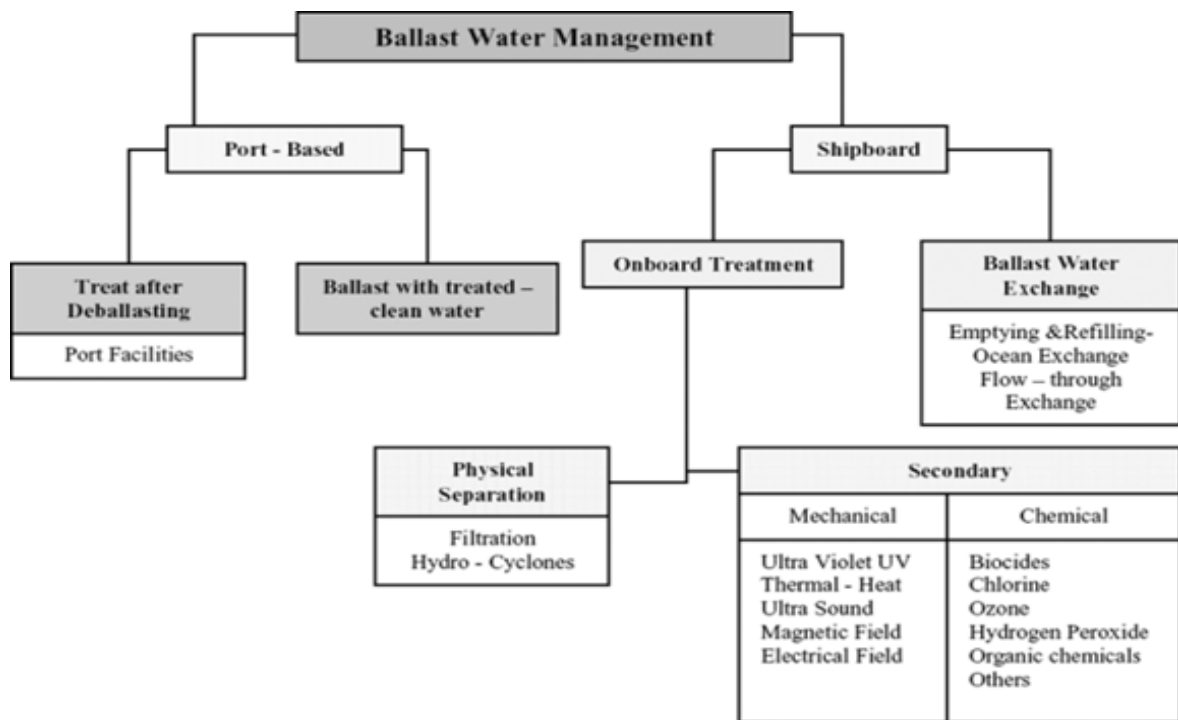 Ballast Water Management
Port - Based
Shipboard
Treat after
Deballasting
Port Facilities
Ballast with treated –
clean water
Onboard Treatment
Ballast Water
Exchange
Emptying &Refilling-
Ocean Exchange
Flow – through
Exchange
Physical
Separation
Filtration
Hydro - Cyclones
Secondary
Mechanical
Ultra Violet UV
Thermal - Heat
Ultra Sound
Magnetic Field
Electrical Field
Chemical
Biocides
Chlorine
Ozone
Hydrogen Peroxide
Organic chemicals
Others